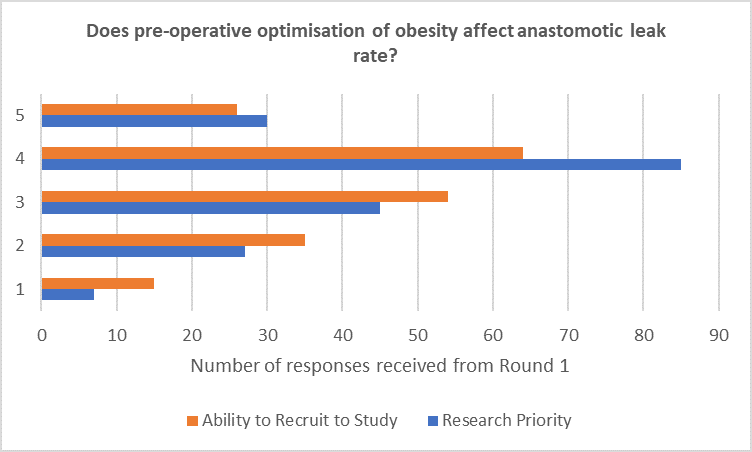 Does pre-operative optimisation of obesity affect anastomotic leak
rate?
5
4
3
2
1
0 10 20 30 40 50 60 70 80 90
Number of responses received from Round 1
Ability to Recruit to Study Research Priority